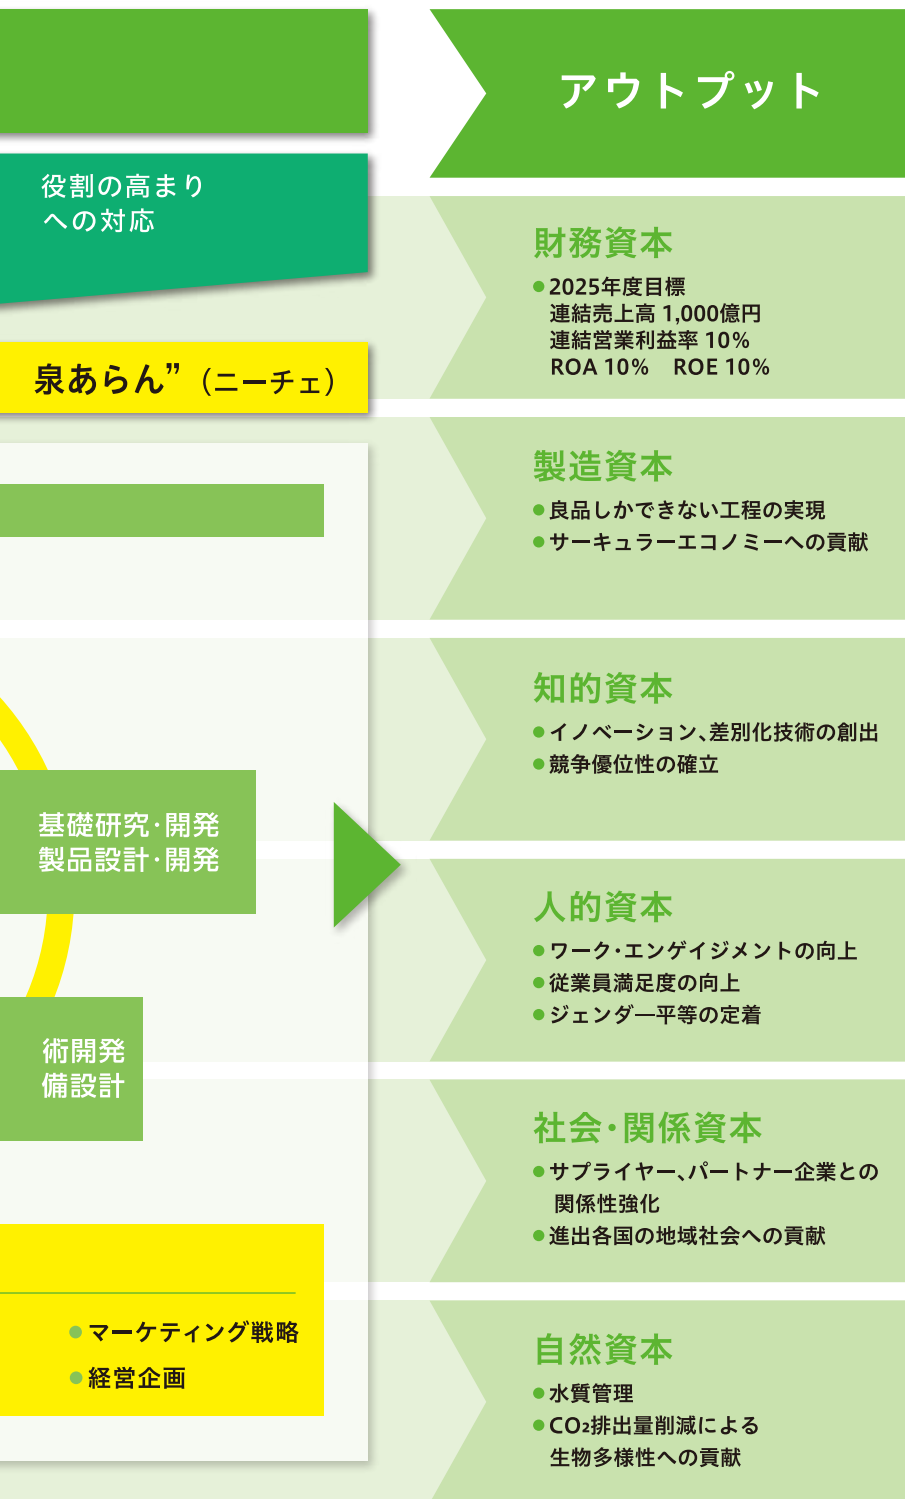 役割の高まり
への対応
泉あらん”（ニーチェ）
基礎研究・開発
製品設計・開発
術開発
備設計
●マーケティング戦略
●経営企画
アウトプット
財務資本
●2025年度目標
連結売上高 1,000億円
連結営業利益率 10%
ROA 10%　ROE 10%
製造資本
●良品しかできない工程の実現
●サーキュラーエコノミーへの貢献
知的資本
●イノベーション、差別化技術の創出
●競争優位性の確立
人的資本
●ワーク・エンゲイジメントの向上
●従業員満足度の向上
●ジェンダ―平等の定着
社会・関係資本
●サプライヤー、パートナー企業との
関係性強化
●進出各国の地域社会への貢献
自然資本
●水質管理
●CO₂排出量削減による
生物多様性への貢献